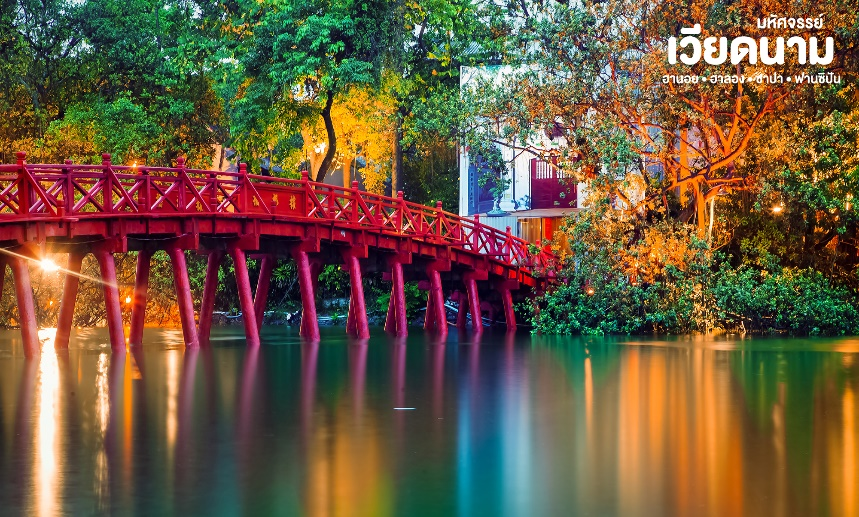 มหัศจรรย์
เวียดนาม
ฮานอย • ฮาลอง • ซาปา • ฟานซิปัน